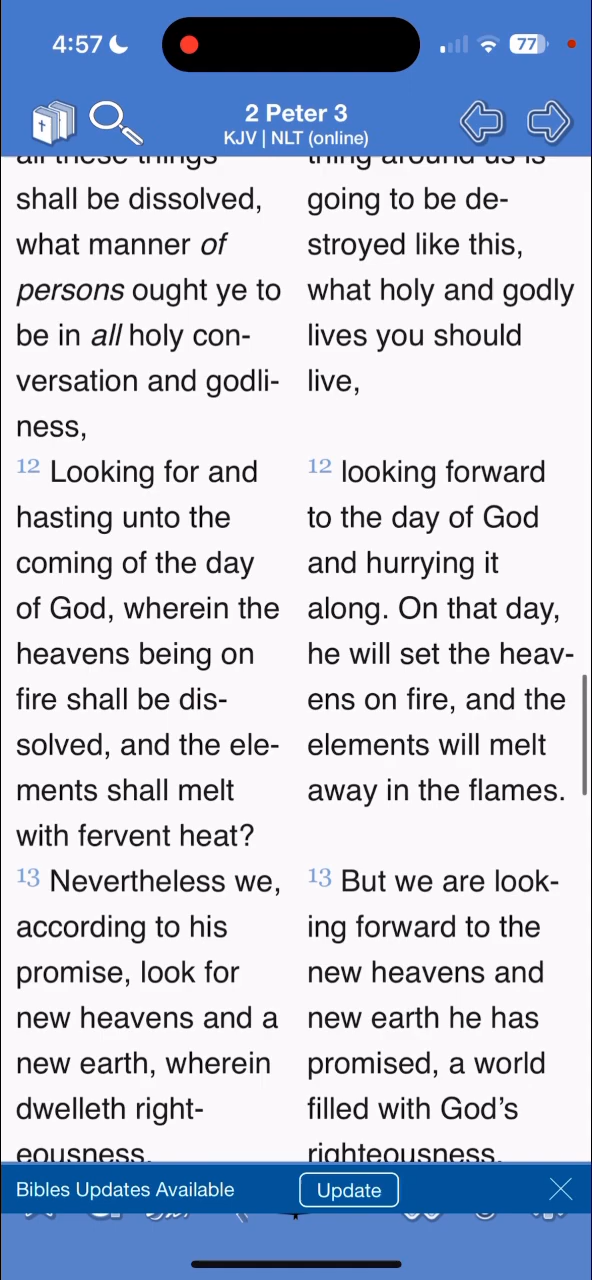 4:57
77
2 Peter 3
KJV | NLT (online)
all these things
shall be dissolved,
what manner of
persons ought ye to
be in all holy con-
versation and godli-
ness,
12 Looking for and
hasting unto the
coming of the day
of God, wherein the
heavens being on
fire shall be dis-
solved, and the ele-
ments shall melt
with fervent heat?
13 Nevertheless we,
according to his
promise, look for
new heavens and a
new earth, wherein
dwelleth right-
eousness.
thing around us is
going to be de-
stroyed like this,
what holy and godly
lives you should
live,
12 looking forward
to the day of God
and hurrying it
along. On that day,
he will set the heav-
ens on fire, and the
elements will melt
away in the flames.
13 But we are look-
ing forward to the
new heavens and
new earth he has
promised, a world
filled with God’s
righteousness.
Bibles Updates Available
Update